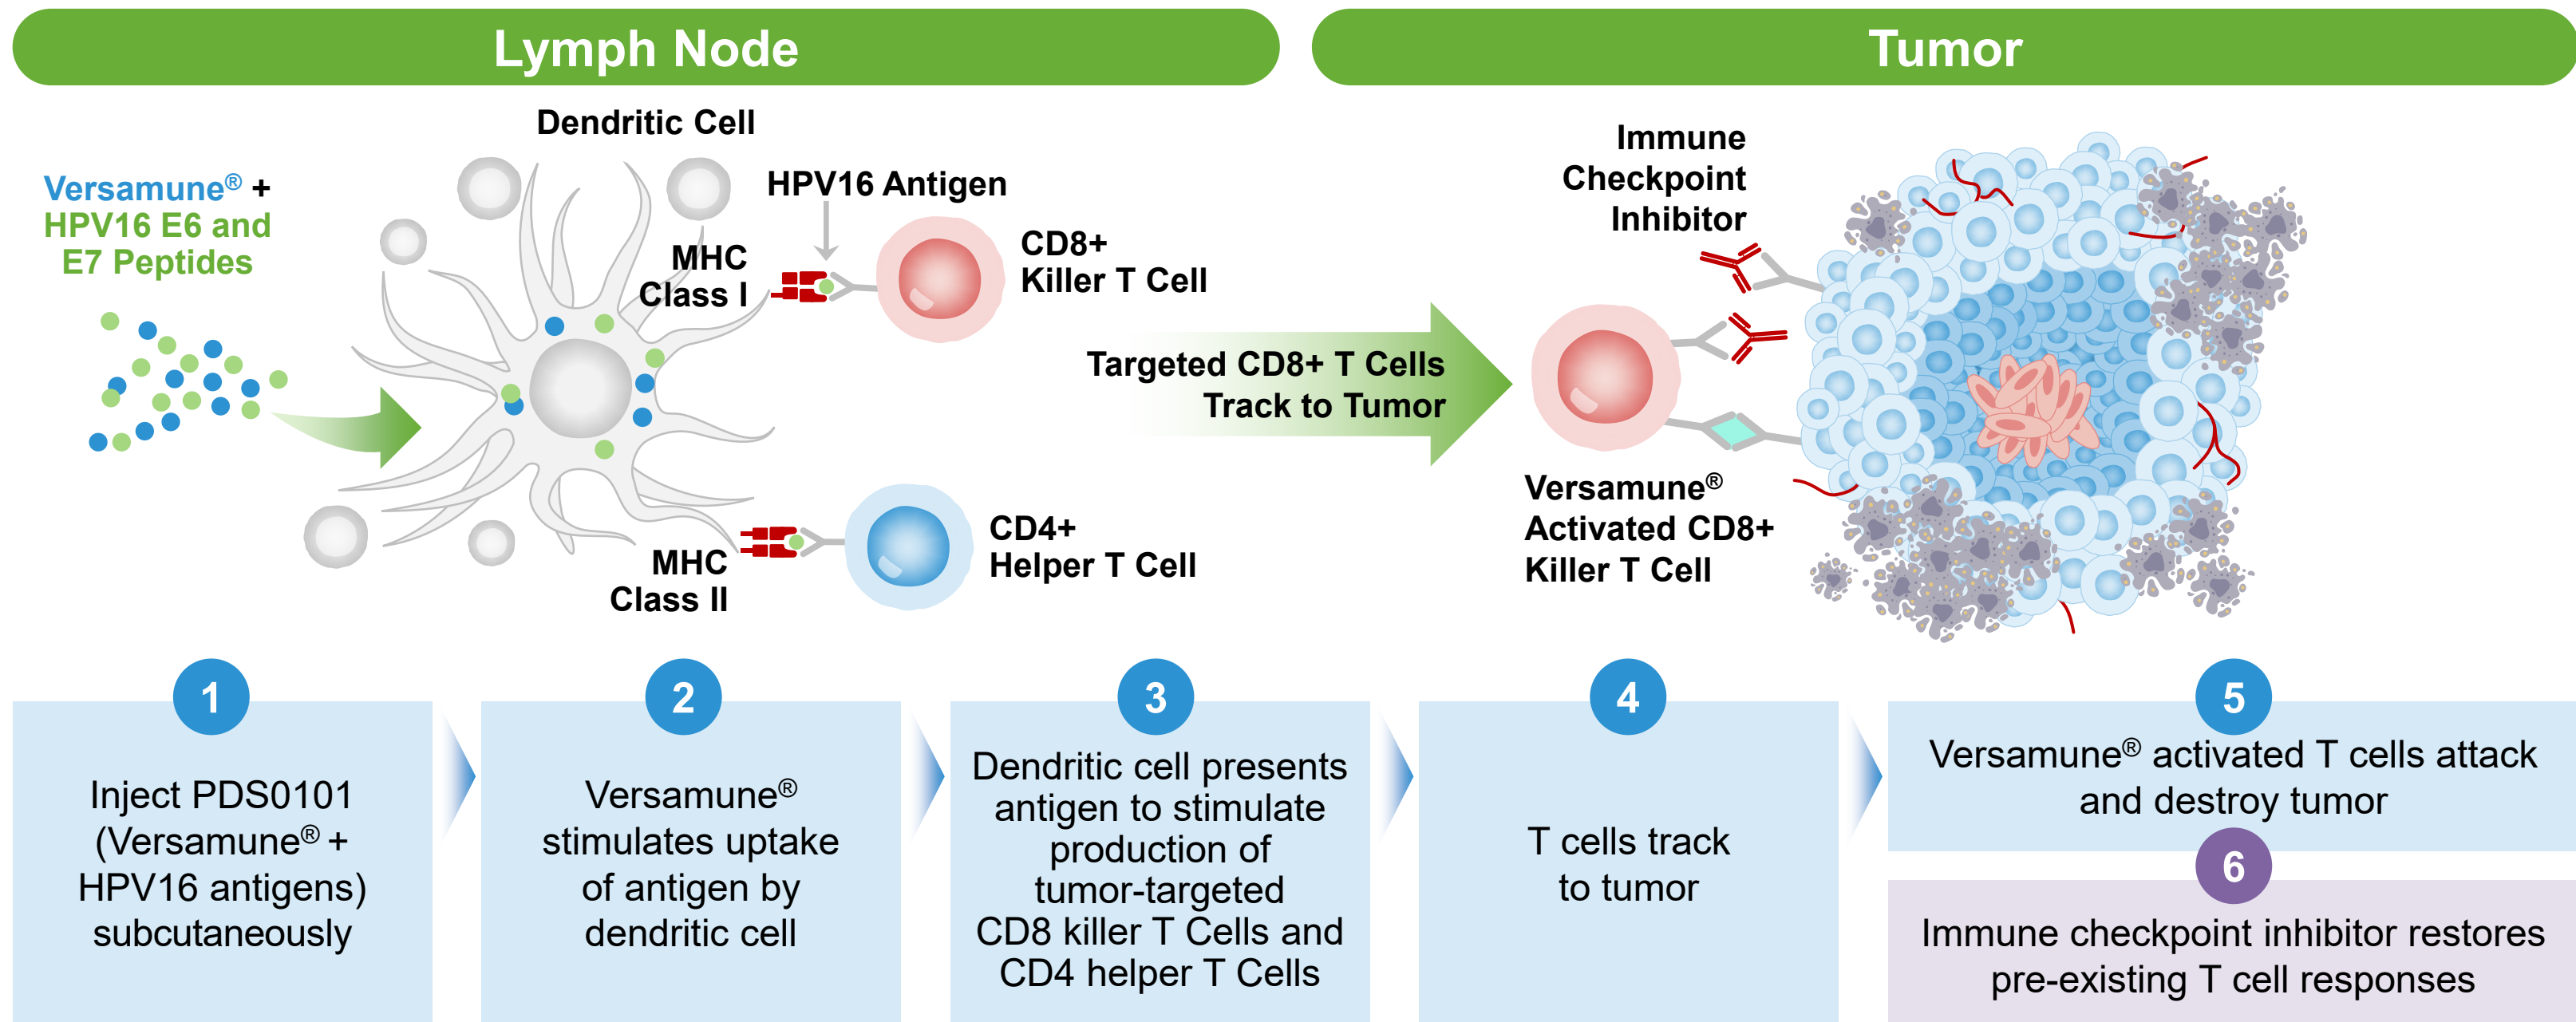 Lymph Node
Tumor
Dendritic Cell
Versamune® +
HPV16 E6 and
E7 Peptides
HPV16 Antigen
MHC
Class I
CD8+
Killer T Cell
MHC
Class II
CD4+
Helper T Cell
Targeted CD8+ T Cells
Track to Tumor
Immune
Checkpoint
Inhibitor
Versamune®
Activated CD8+
Killer T Cell
1
Inject PDS0101
(Versamune® +
HPV16 antigens)
subcutaneously
2
Versamune®
stimulates uptake
of antigen by
dendritic cell
3
Dendritic cell presents
antigen to stimulate
production of
tumor-targeted
CD8 killer T Cells and
CD4 helper T Cells
4
T cells track
to tumor
5
Versamune® activated T cells attack
and destroy tumor
6
Immune checkpoint inhibitor restores
pre-existing T cell responses